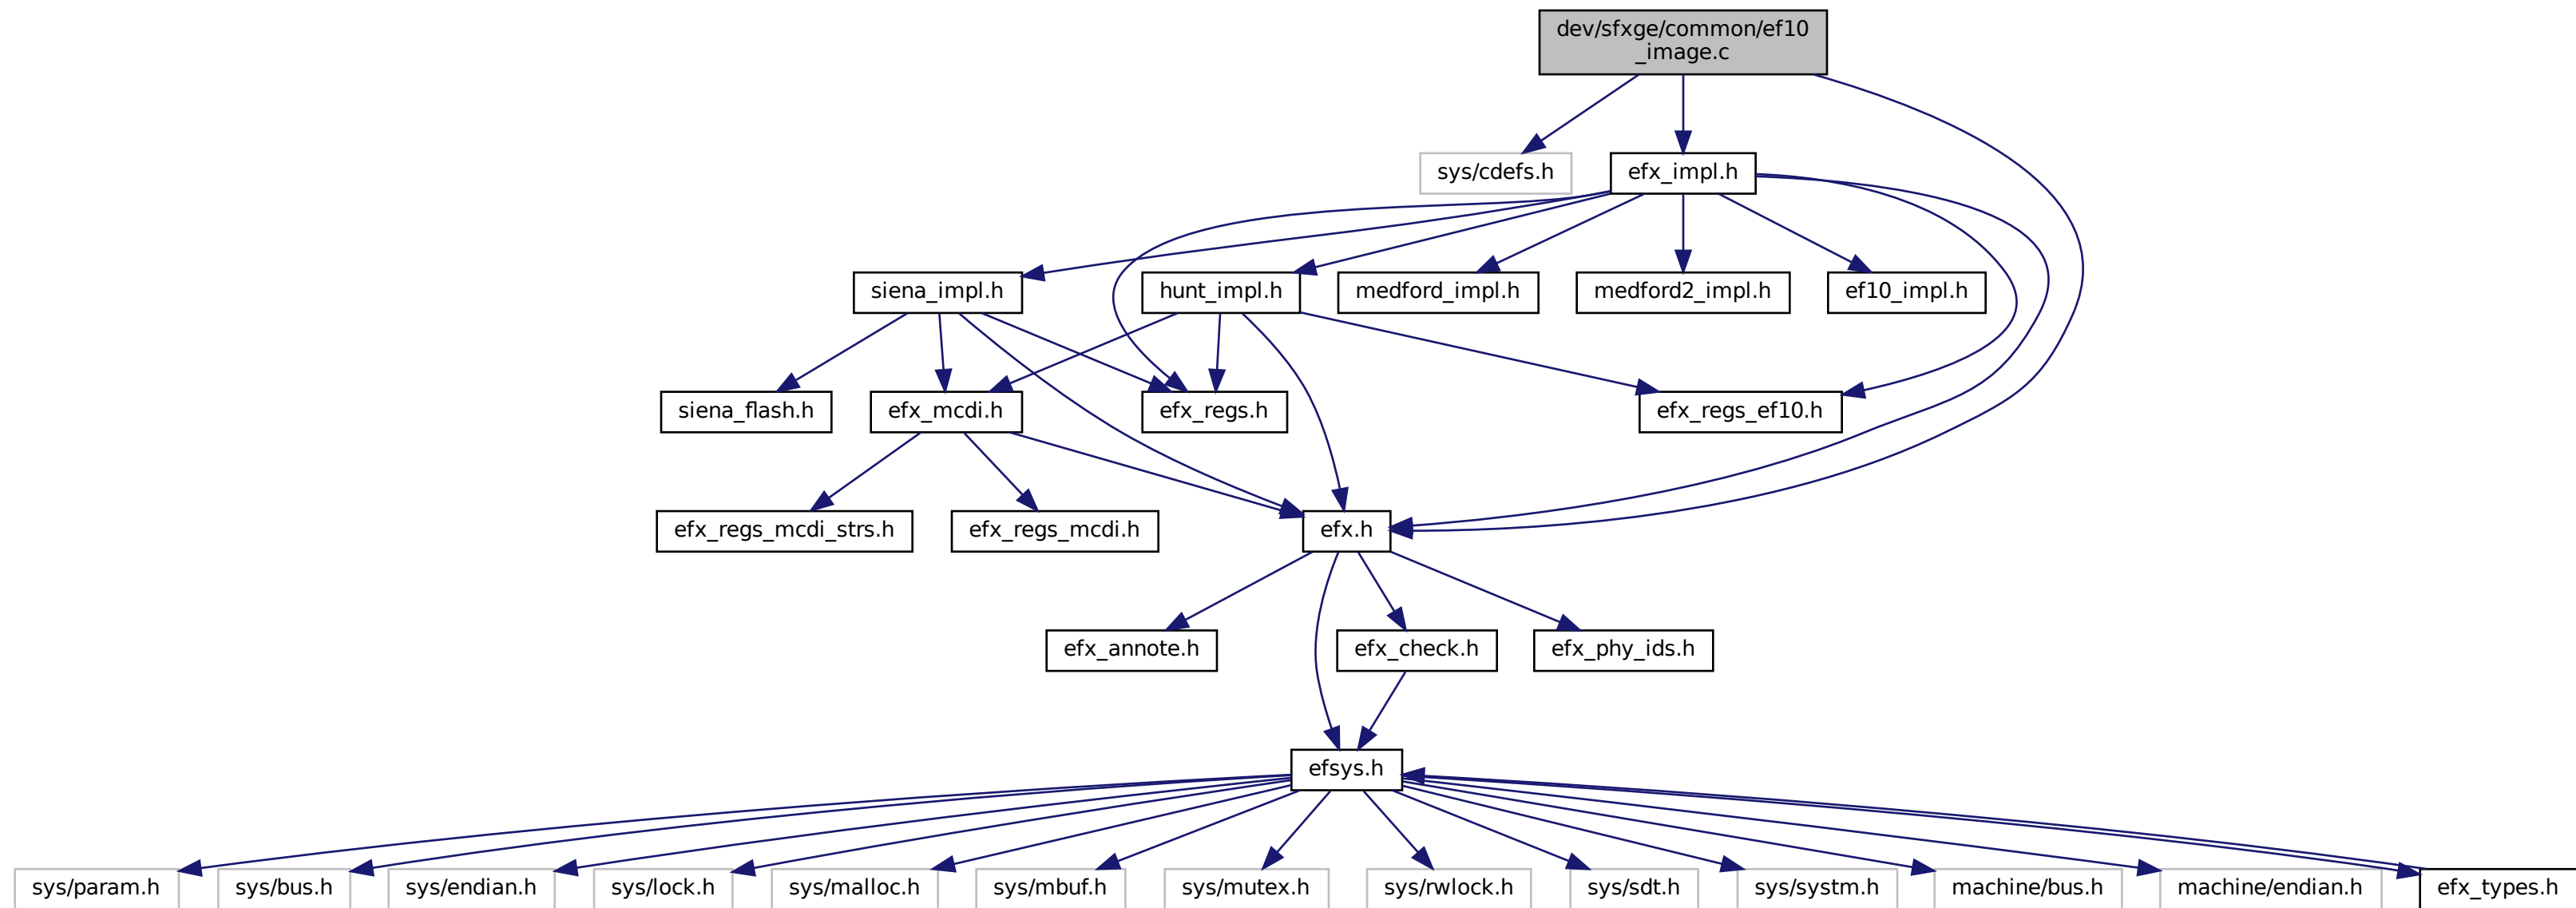 dev/sfxge/common/ef10
_image.c
sys/cdefs.h
efx_impl.h
siena_impl.h
hunt_impl.h
medford_impl.h
medford2_impl.h
ef10_impl.h
siena_flash.h
efx_mcdi.h
efx_regs.h
efx_regs_ef10.h
efx_regs_mcdi_strs.h
efx_regs_mcdi.h
efx.h
efx_annote.h
efx_check.h
efx_phy_ids.h
efsys.h
sys/param.h
sys/bus.h
sys/endian.h
sys/lock.h
sys/malloc.h
sys/mbuf.h
sys/mutex.h
sys/rwlock.h
sys/sdt.h
sys/systm.h
machine/bus.h
machine/endian.h
efx_types.h